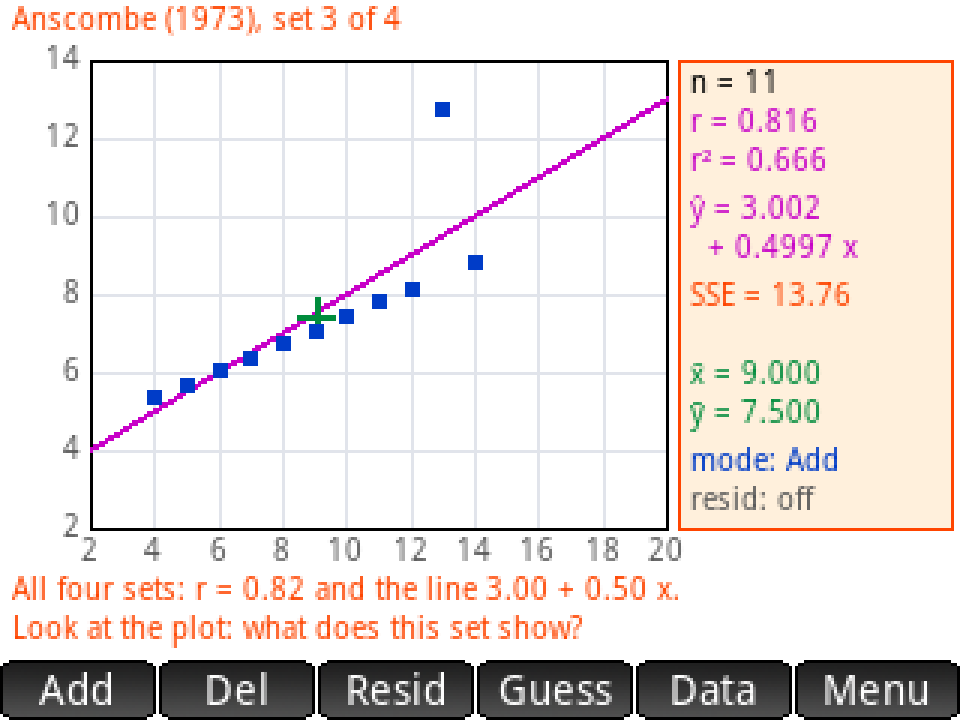 Anscombe (1973), set 3 of 4
14
12
10
8
6
4
2
2 4 6 8 10 12 14 16 18 20
n = 11
r = 0.816
r² = 0.666
ŷ = 3.002
+ 0.4997 x
SSE = 13.76
x̄ = 9.000
ȳ = 7.500
mode: Add
resid: off
All four sets: r = 0.82 and the line 3.00 + 0.50 x.
Look at the plot: what does this set show?
Add Del Resid Guess Data Menu